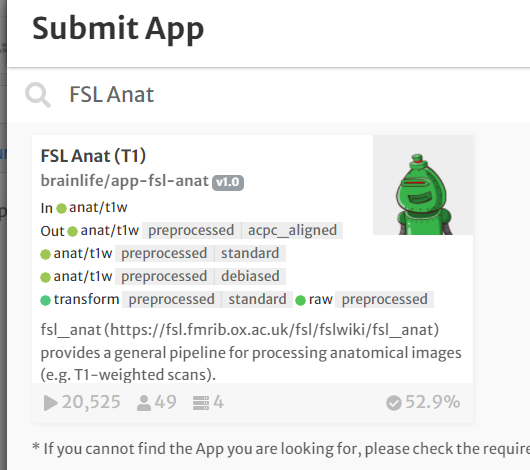 Submit App
FSL Anat
FSL Anat (T1)
brainlife/app-fsl-anat v1.0
In anat/t1w
Out anat/t1w preprocessed acpc_aligned
anat/t1w preprocessed standard
anat/t1w preprocessed debiased
transform preprocessed standard raw preprocessed
fsl_anat (https://fsl.fmrib.ox.ac.uk/fsl/fslwiki/fsl_anat)
provides a general pipeline for processing anatomical images
(e.g. T1-weighted scans).
20,525 49 4 52.9%
* If you cannot find the App you are looking for, please check the require